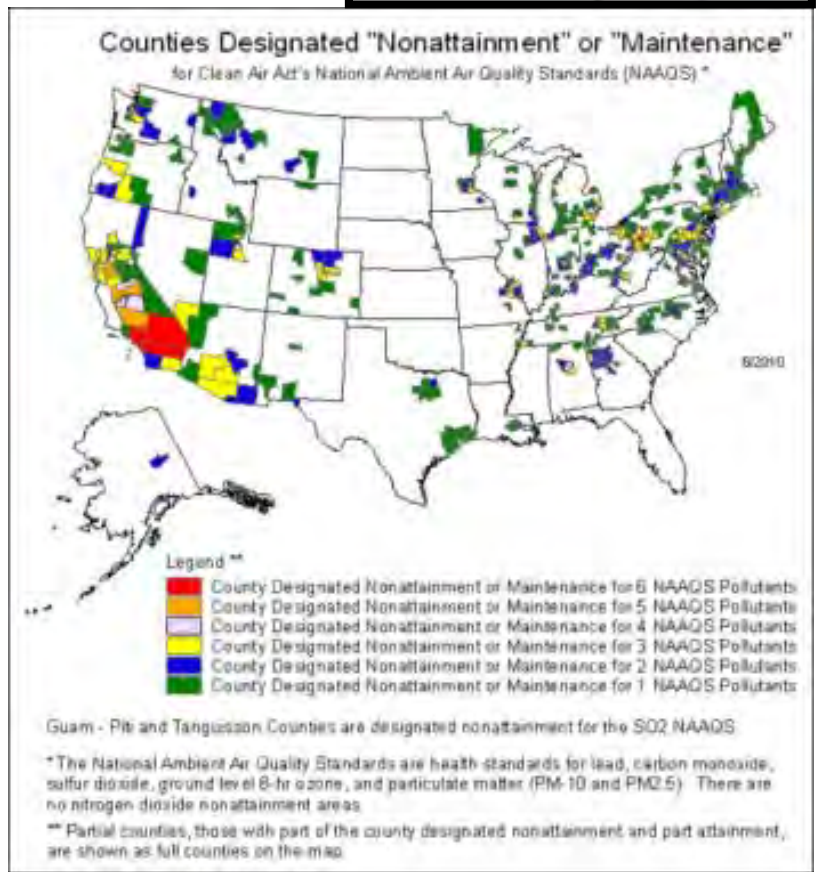 Counties Designated "Nonattainment" or "Maintenance"
for Clean Air Act's National Ambient Air Quality Standards (NAAQS) *
6/2010
Legend **
County Designated Nonattainment or Maintenance for 6 NAAQS Pollutants
County Designated Nonattainment or Maintenance for 5 NAAQS Pollutants
County Designated Nonattainment or Maintenance for 4 NAAQS Pollutants
County Designated Nonattainment or Maintenance for 3 NAAQS Pollutants
County Designated Nonattainment or Maintenance for 2 NAAQS Pollutants
County Designated Nonattainment or Maintenance for 1 NAAQS Pollutants
Guam - Piti and Tanguisson Counties are designated nonattainment for the SO2 NAAQS
* The National Ambient Air Quality Standards are health standards for lead, carbon monoxide,
sulfur dioxide, ground level 8-hr ozone, and particulate matter (PM-10 and PM2.5). There are
no nitrogen dioxide nonattainment areas.
** Partial counties, those with part of the county designated nonattainment and part attainment,
are shown as full counties on the map.